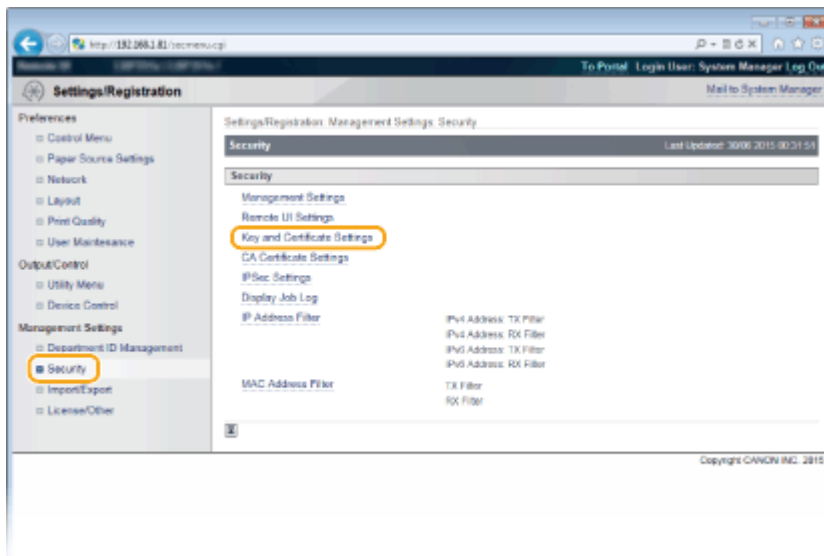 http://192.168.1.81/secmenu.cgi
To Portal Login User: System Manager Log Ou
Settings/Registration
Mail to System Manager
Preferences
Control Menu
Paper Source Settings
Network
Layout
Print Quality
User Maintenance
Output/Control
Utility Menu
Device Control
Management Settings
Department ID Management
Security
Import/Export
License/Other
Settings/Registration: Management Settings: Security
Security
Last Updated: 30/06 2015 00:31:51
Security
Management Settings
Remote UI Settings
Key and Certificate Settings
CA Certificate Settings
IPSec Settings
Display Job Log
IP Address Filter
IPv4 Address: TX Filter
IPv4 Address: RX Filter
IPv6 Address: TX Filter
IPv6 Address: RX Filter
MAC Address Filter
TX Filter
RX Filter
Copyright CANON INC. 2015